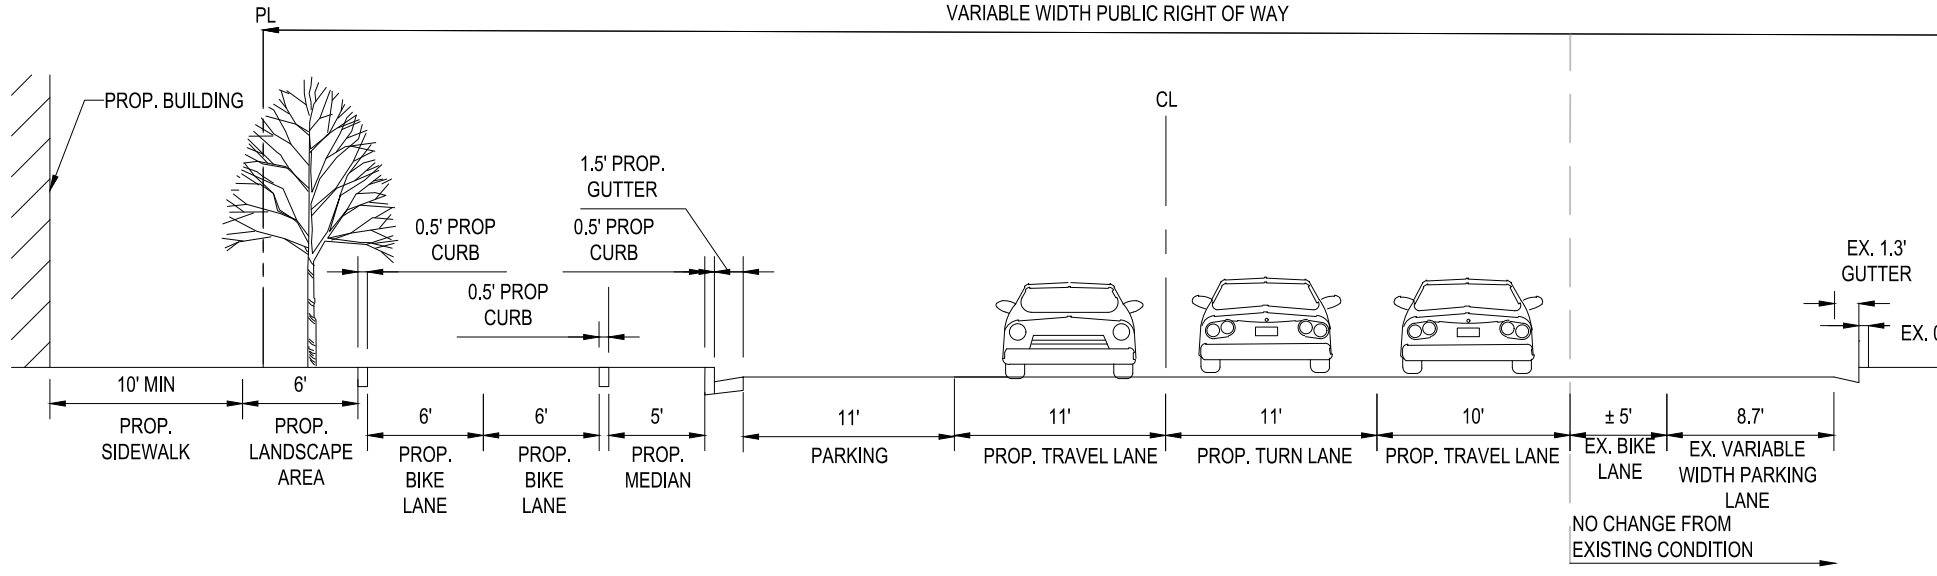 PL
VARIABLE WIDTH PUBLIC RIGHT OF WAY
PROP. BUILDING
CL
1.5' PROP.
GUTTER
0.5' PROP
CURB
0.5' PROP
CURB
0.5' PROP
CURB
EX. 1.3'
GUTTER
EX. 0
10' MIN
PROP.
SIDEWALK
6'
PROP.
LANDSCAPE
AREA
6'
PROP.
BIKE
LANE
6'
PROP.
BIKE
LANE
5'
PROP.
MEDIAN
11'
PARKING
11'
PROP. TRAVEL LANE
11'
PROP. TURN LANE
10'
PROP. TRAVEL LANE
± 5'
EX. BIKE
LANE
8.7'
EX. VARIABLE
WIDTH PARKING
LANE
NO CHANGE FROM
EXISTING CONDITION